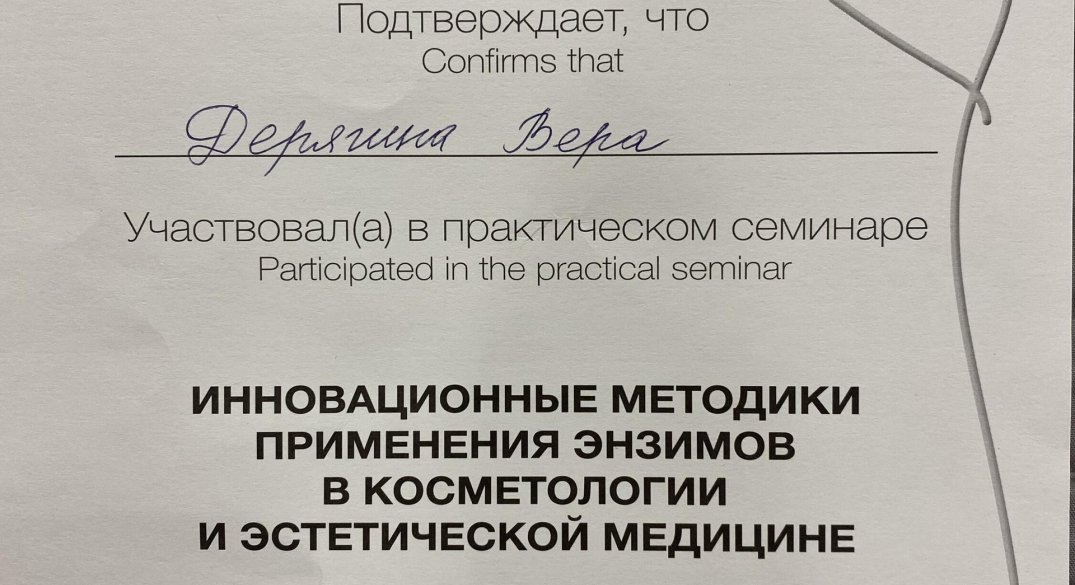 Подтверждает, что
Confirms that
Дерягина Вера
Участвовал(а) в практическом семинаре
Participated in the practical seminar
ИННОВАЦИОННЫЕ МЕТОДИКИ
ПРИМЕНЕНИЯ ЭНЗИМОВ
В КОСМЕТОЛОГИИ
И ЭСТЕТИЧЕСКОЙ МЕДИЦИНЕ